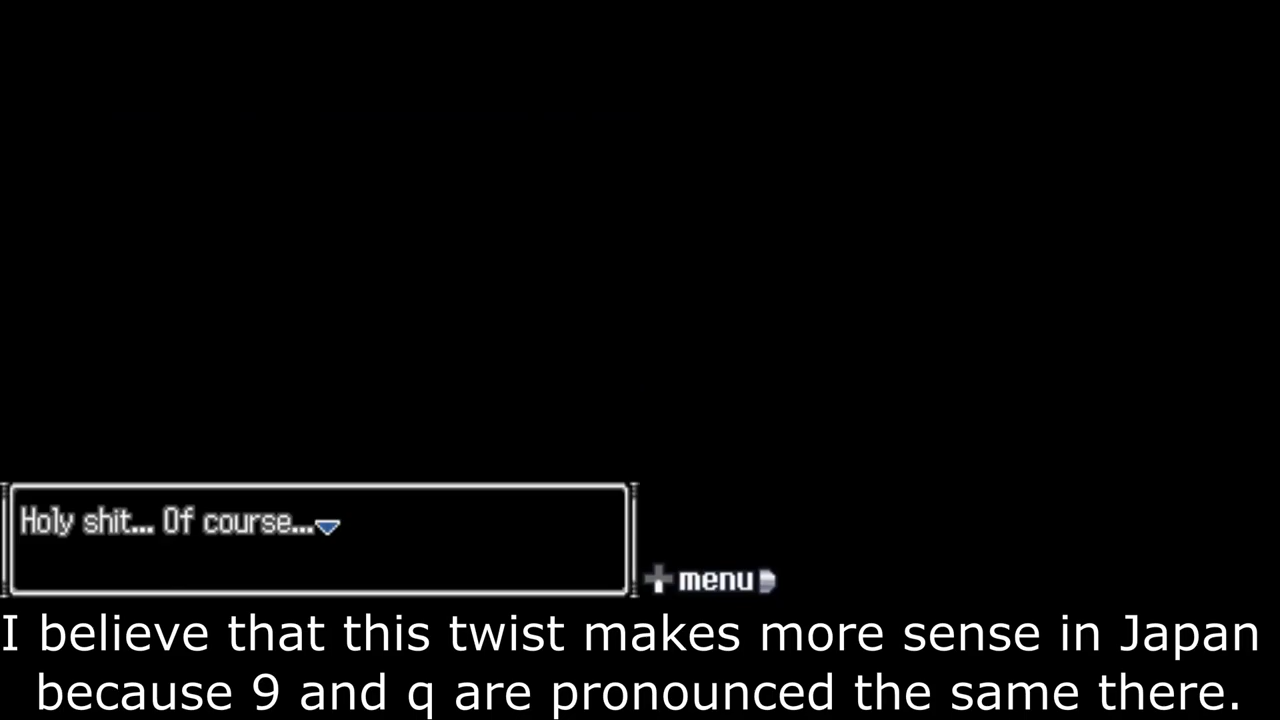 Holy shit... Of course...
menu
I believe that this twist makes more sense in Japan
because 9 and q are pronounced the same there.